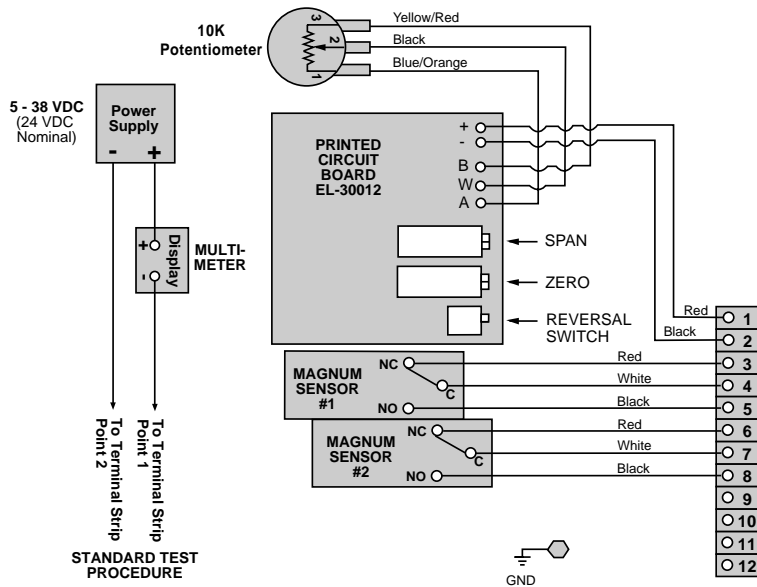 10K
Potentiometer
3
2
1
Yellow/Red
Black
Blue/Orange
5 - 38 VDC
(24 VDC
Nominal)
Power
Supply
- +
+
-
Display
MULTI-
METER
To Terminal Strip
Point 2
To Terminal Strip
Point 1
STANDARD TEST
PROCEDURE
PRINTED
CIRCUIT
BOARD
EL-30012
+
-
B
W
A
SPAN
ZERO
REVERSAL
SWITCH
MAGNUM
SENSOR
#1
NC
C
NO
MAGNUM
SENSOR
#2
NC
C
NO
Red
Black
Red
White
Black
Red
White
Black
1
2
3
4
5
6
7
8
9
10
11
12
GND